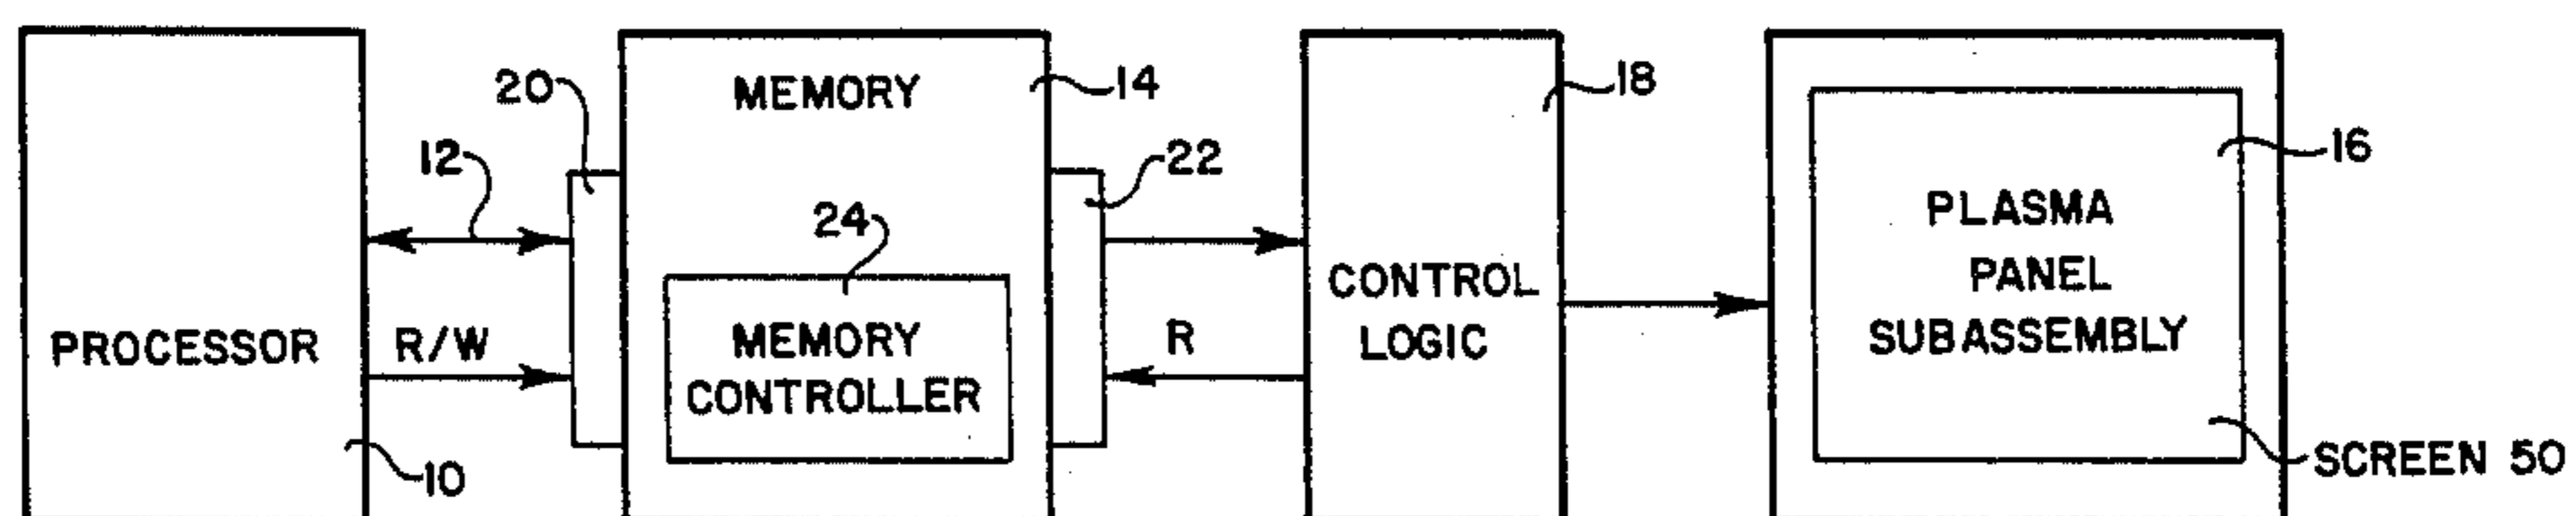 PROCESSOR
10
12
R/W
20
MEMORY
14
24
MEMORY
CONTROLLER
22
R
CONTROL
LOGIC
18
PLASMA
PANEL
SUBASSEMBLY
16
SCREEN 50